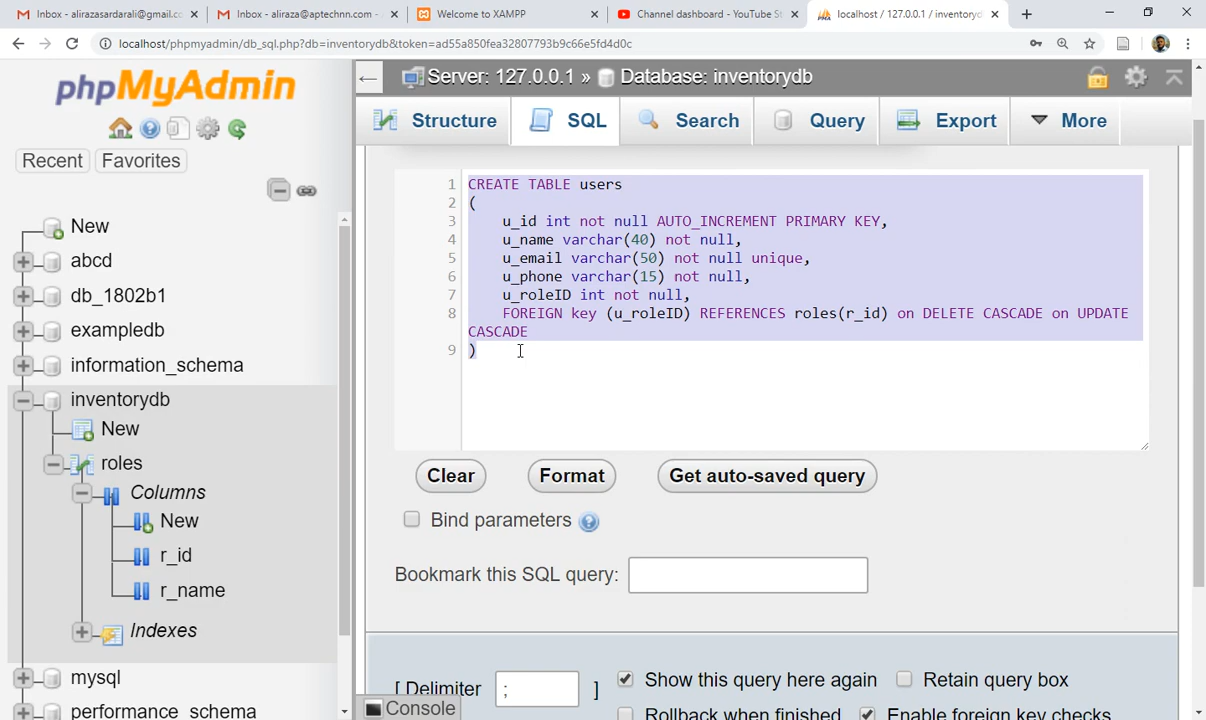 Inbox - alirazasardarali@gmail.co
Inbox - aliraza@aptechnn.com -
Welcome to XAMPP
Channel dashboard - YouTube St
localhost / 127.0.0.1 / inventoryd
localhost/phpmyadmin/db_sql.php?db=inventorydb&token=ad55a850fea32807793b9c66e5fd4d0c
phpMyAdmin
Recent
Favorites
New
abcd
db_1802b1
exampledb
information_schema
inventorydb
New
roles
Columns
New
r_id
r_name
Indexes
mysql
performance_schema
Server: 127.0.0.1 » Database: inventorydb
Structure
SQL
Search
Query
Export
More
1 CREATE TABLE users
2 (
3 u_id int not null AUTO_INCREMENT PRIMARY KEY,
4 u_name varchar(40) not null,
5 u_email varchar(50) not null unique,
6 u_phone varchar(15) not null,
7 u_roleID int not null,
8 FOREIGN key (u_roleID) REFERENCES roles(r_id) on DELETE CASCADE on UPDATE
CASCADE
9 )
Clear
Format
Get auto-saved query
Bind parameters
Bookmark this SQL query:
[ Delimiter ; ]
Show this query here again
Retain query box
Console
Rollback when finished
Enable foreign key checks